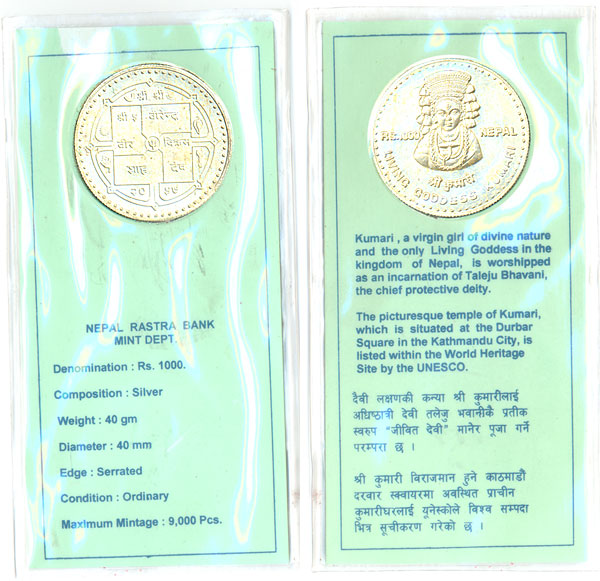 श्री श्री
श्री ५ वीरेन्द्र
वीर विक्रम
शाह देव
२०
NEPAL RASTRA BANK
MINT DEPT.
Denomination : Rs. 1000.
Composition : Silver
Weight : 40 gm
Diameter : 40 mm
Edge : Serrated
Condition : Ordinary
Maximum Mintage : 9,000 Pcs.
RS.1000 NEPAL
श्री कुमारी
LIVING GODDESS KUMARI
Kumari , a virgin girl of divine nature
and the only Living Goddess in the
kingdom of Nepal, is worshipped
as an incarnation of Taleju Bhavani,
the chief protective deity.
The picturesque temple of Kumari,
which is situated at the Durbar
Square in the Kathmandu City, is
listed within the World Heritage
Site by the UNESCO.
दैवी लक्षणकी कन्या श्री कुमारीलाई
अधिष्ठात्री देवी तलेजु भवानीकै प्रतीक
स्वरुप "जीवित देवी" मानेर पूजा गर्ने
परम्परा छ ।
श्री कुमारी बिराजमान हुने काठमाडौं
दरवार स्क्वायरमा अवस्थित प्राचीन
कुमारीघरलाई यूनेस्कोले विश्व सम्पदा
भित्र सूचीकरण गरेको छ ।